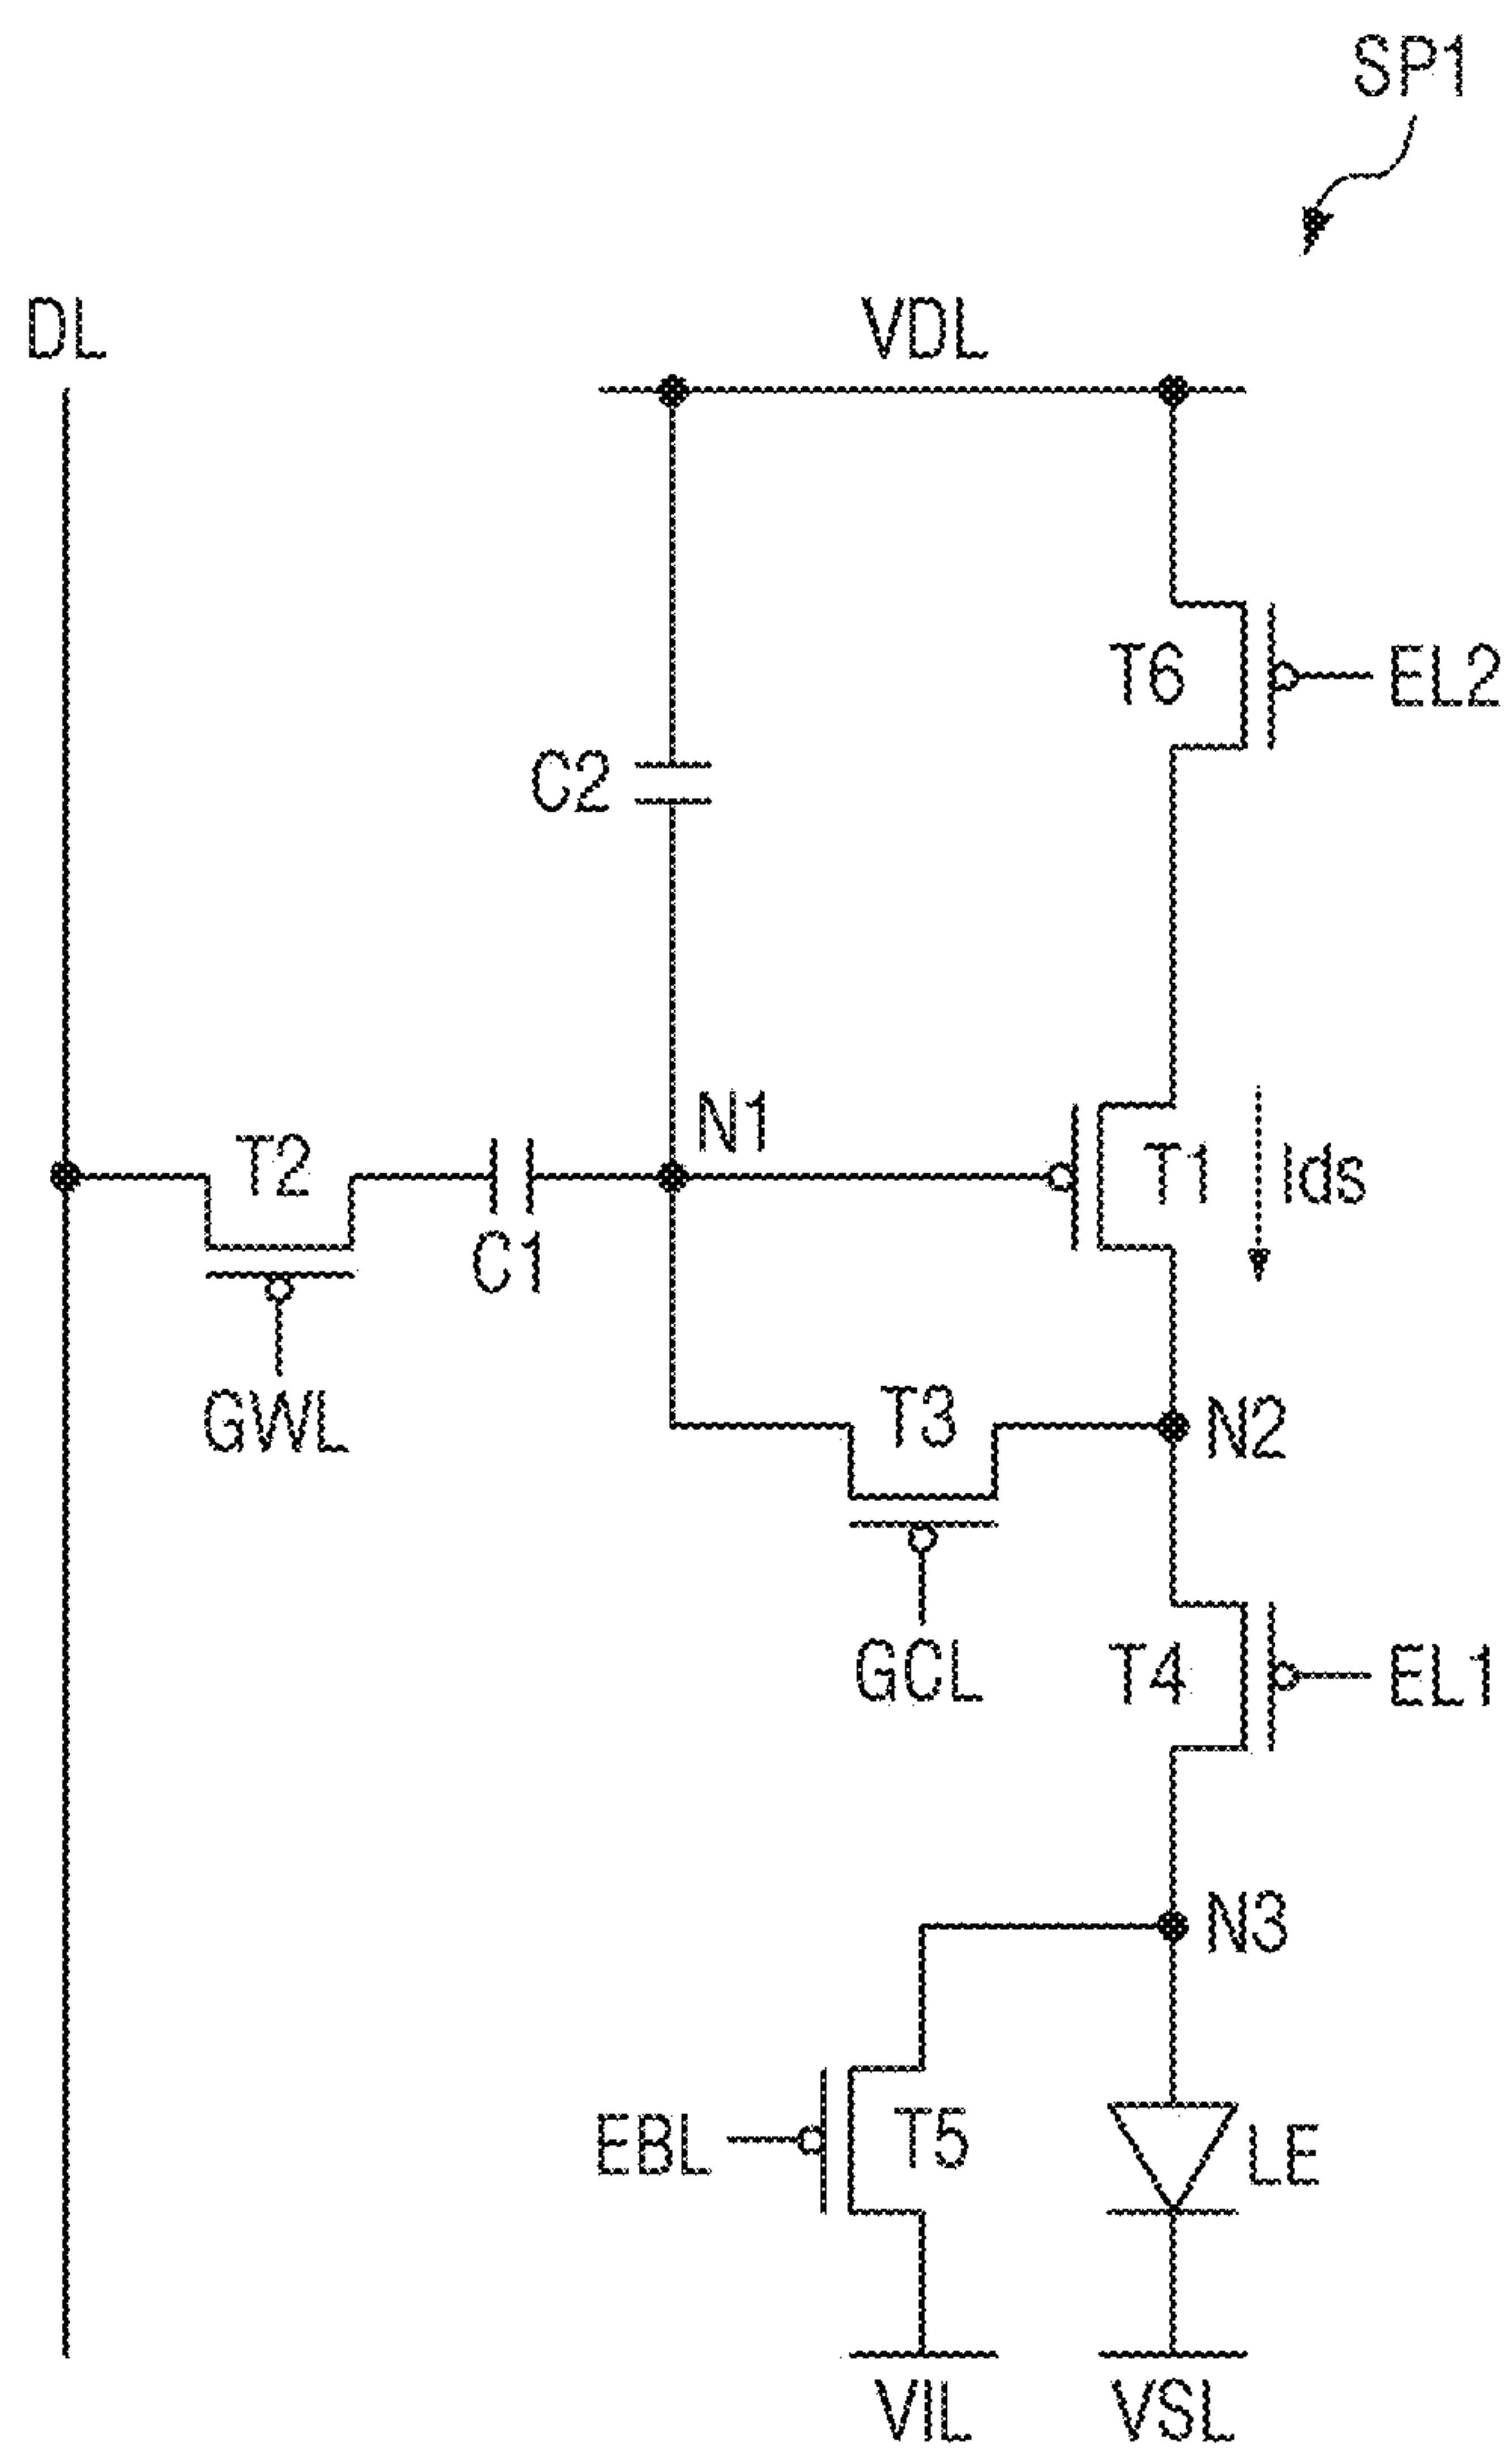 SP1
DL
VDL
T6
EL2
C2
N1
T2
T1
Ids
C1
GWL
T3
N2
GCL
T4
EL1
N3
EBL
T5
LE
VIL
VSL